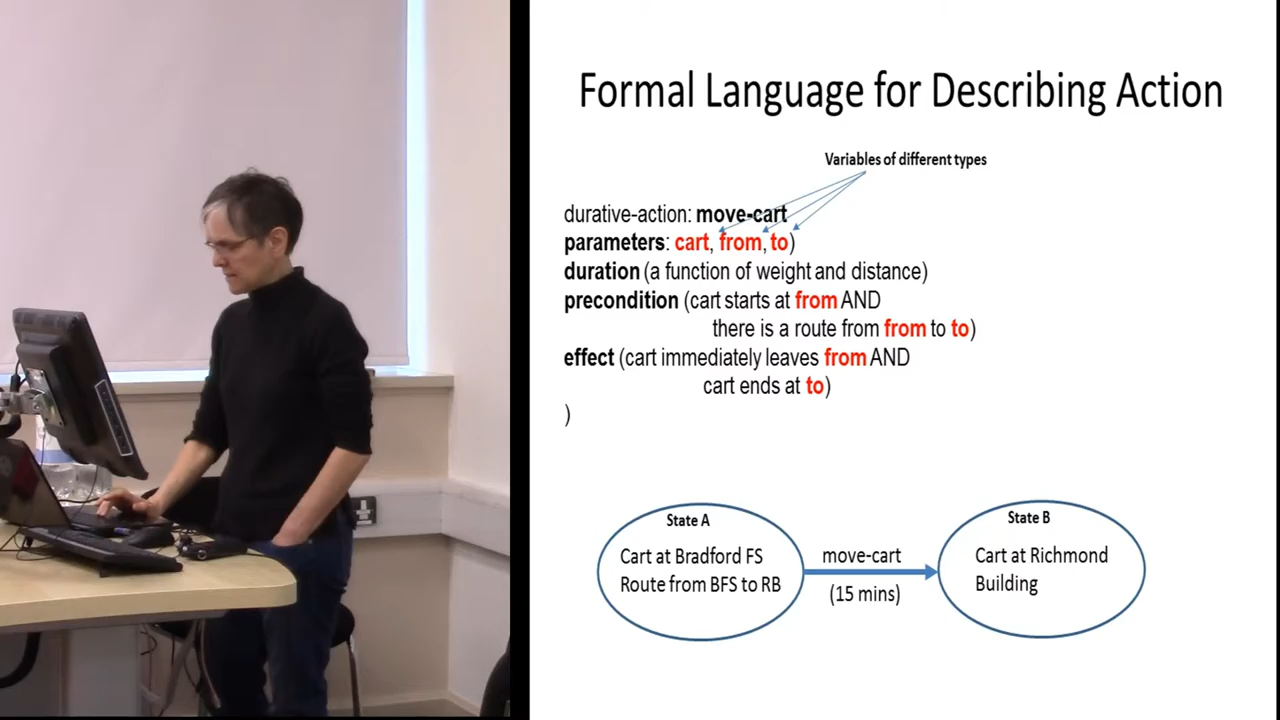 Formal Language for Describing Action
Variables of different types
durative-action: move-cart
parameters: cart, from, to)
duration (a function of weight and distance)
precondition (cart starts at from AND
there is a route from from to to)
effect (cart immediately leaves from AND
cart ends at to)
)
State A
Cart at Bradford FS
Route from BFS to RB
move-cart
(15 mins)
State B
Cart at Richmond
Building